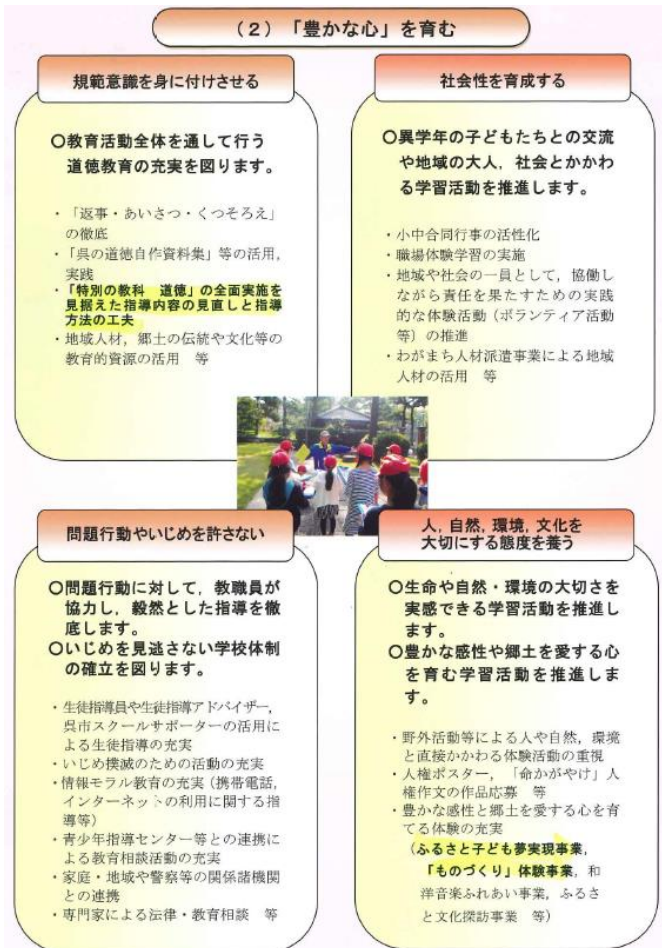 （２）「豊かな心」を育む
規範意識を身に付けさせる
〇教育活動全体を通して行う
道徳教育の充実を図ります。
・「返事・あいさつ・くつそろえ」
の徹底
・「呉の道徳自作資料集」等の活用，
実践
・「特別の教科　道徳」の全面実施を
見据えた指導内容の見直しと指導
方法の工夫
・地域人材，郷土の伝統や文化等の
教育的資源の活用　等
社会性を育成する
〇異学年の子どもたちとの交流
や地域の大人，社会とかかわ
る学習活動を推進します。
・小中合同行事の活性化
・職場体験学習の実施
・地域や社会の一員として，協働し
ながら責任を果たすための実践
的な体験活動（ボランティア活動
等）の推進
・わがまち人材派遣事業による地域
人材の活用　等
問題行動やいじめを許さない
〇問題行動に対して，教職員が
協力し，毅然とした指導を徹
底します。
〇いじめを見逃さない学校体制
の確立を図ります。
・生徒指導員や生徒指導アドバイザー，
呉市スクールサポーターの活用に
よる生徒指導の充実
・いじめ撲滅のための活動の充実
・情報モラル教育の充実（携帯電話，
インターネットの利用に関する指
導等）
・青少年指導センター等との連携に
よる教育相談活動の充実
・家庭・地域や警察等の関係諸機関
との連携
・専門家による法律・教育相談　等
人，自然，環境，文化を
大切にする態度を養う
〇生命や自然・環境の大切さを
実感できる学習活動を推進し
ます。
〇豊かな感性や郷土を愛する心
を育む学習活動を推進しま
す。
・野外活動等による人や自然，環境
と直接かかわる体験活動の重視
・人権ポスター，「命かがやけ」人
権作文の作品応募　等
・豊かな感性と郷土を愛する心を育
てる体験の充実
（ふるさと子ども夢実現事業，
「ものづくり」体験事業，和
洋音楽ふれあい事業，ふるさ
と文化探訪事業　等）